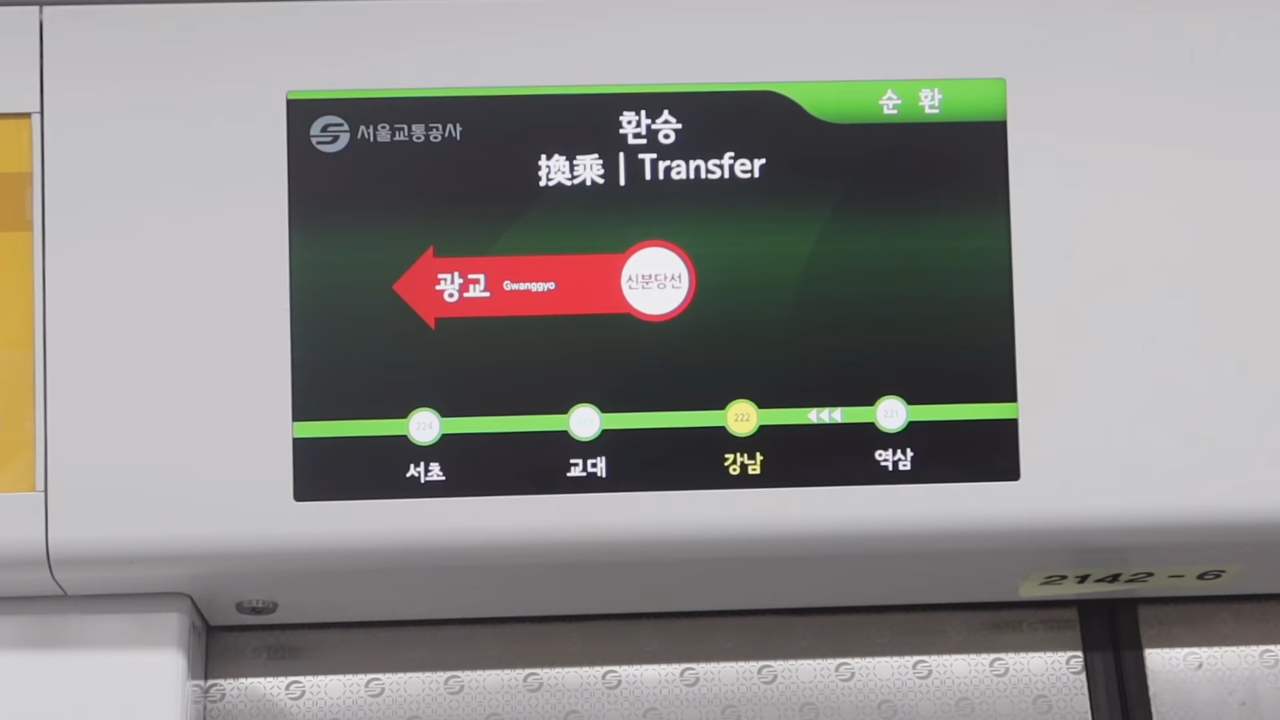 순 환
서울교통공사
환승
換乘 | Transfer
광교 Gwanggyo 신분당선
224 222 221
서초 교대 강남 역삼
2142-6